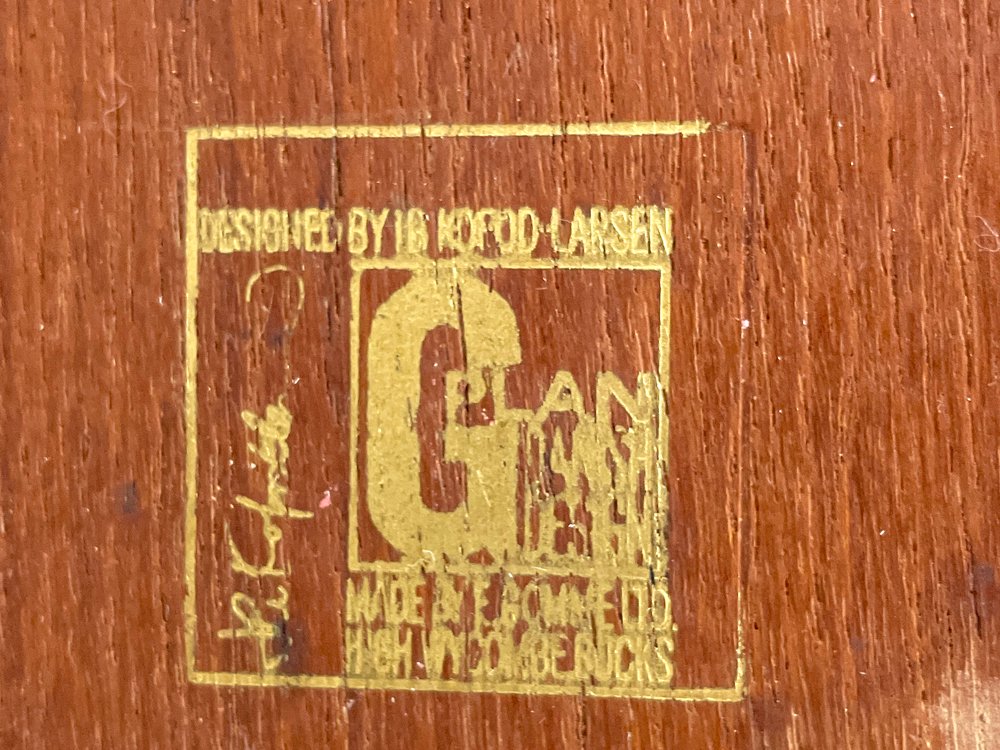 DESIGNED BY IB KOFOD-LARSEN
G PLAN
DANISH
DESIGN
MADE BY E. GOMME LTD.
HIGH WYCOMBE BUCKS